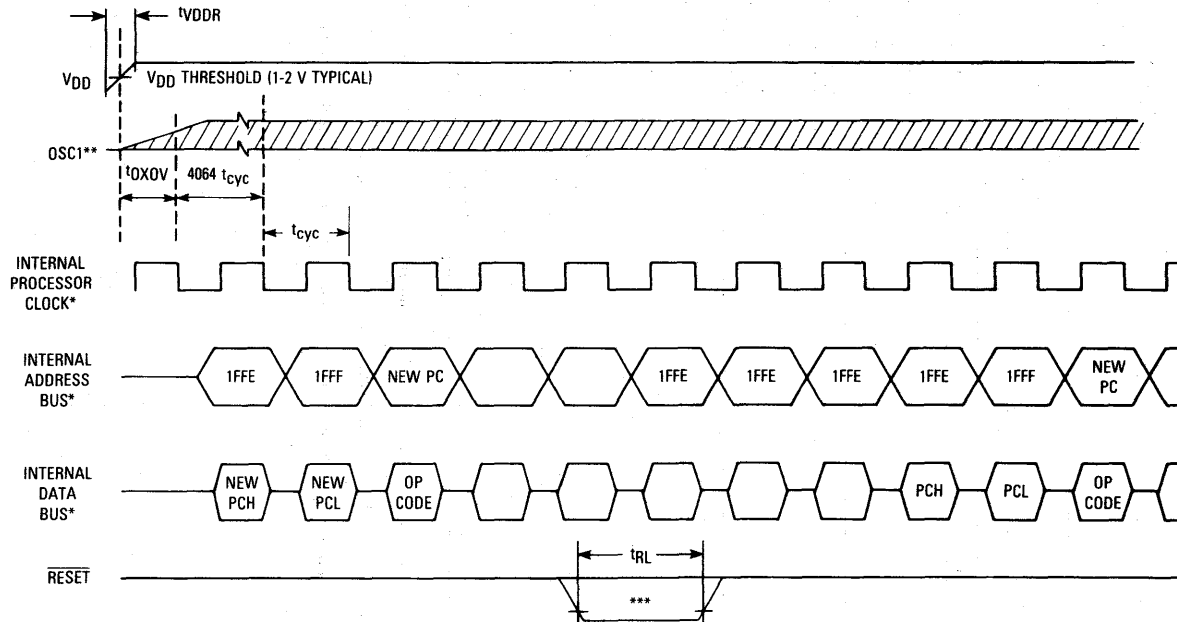 tVDDR
VDD
VDD THRESHOLD (1-2 V TYPICAL)
OSC1**
tOXOV
4064 tcyc
tcyc
INTERNAL
PROCESSOR
CLOCK*
INTERNAL
ADDRESS
BUS*
1FFE
1FFF
NEW PC
1FFE
1FFE
1FFE
1FFE
1FFF
NEW
PC
INTERNAL
DATA
BUS*
NEW
PCH
NEW
PCL
OP
CODE
PCH
PCL
OP
CODE
tRL
RESET
***